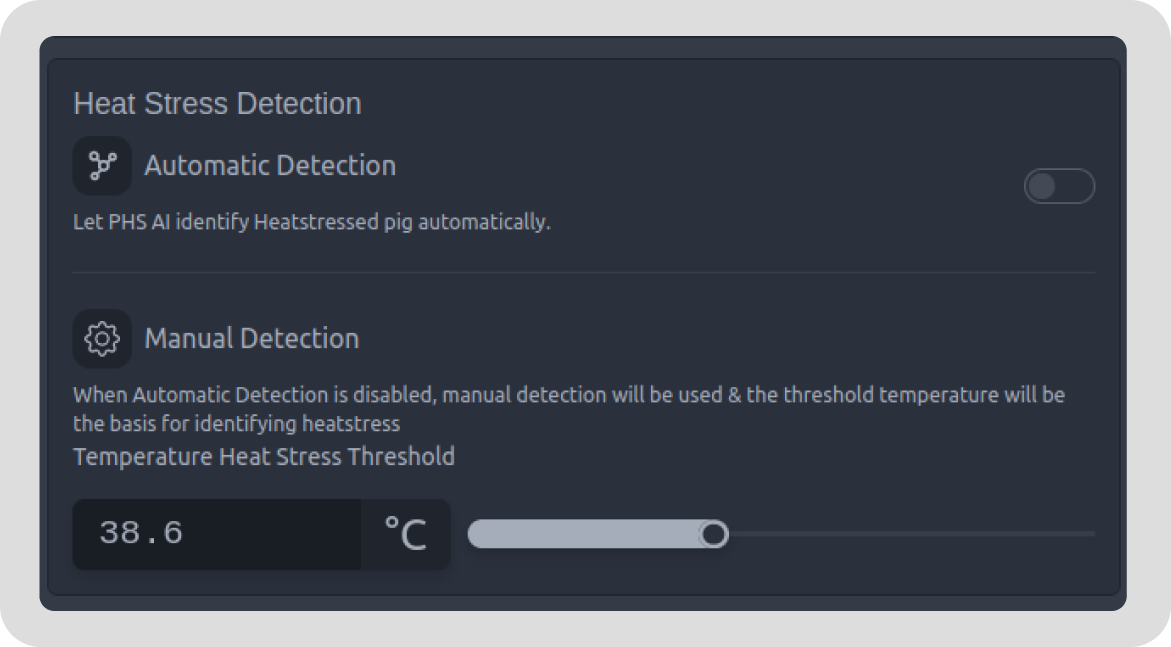 Heat Stress Detection
Automatic Detection
Let PHS AI identify Heatstressed pig automatically.
Manual Detection
When Automatic Detection is disabled, manual detection will be used & the threshold temperature will be
the basis for identifying heatstress
Temperature Heat Stress Threshold
38.6 °C